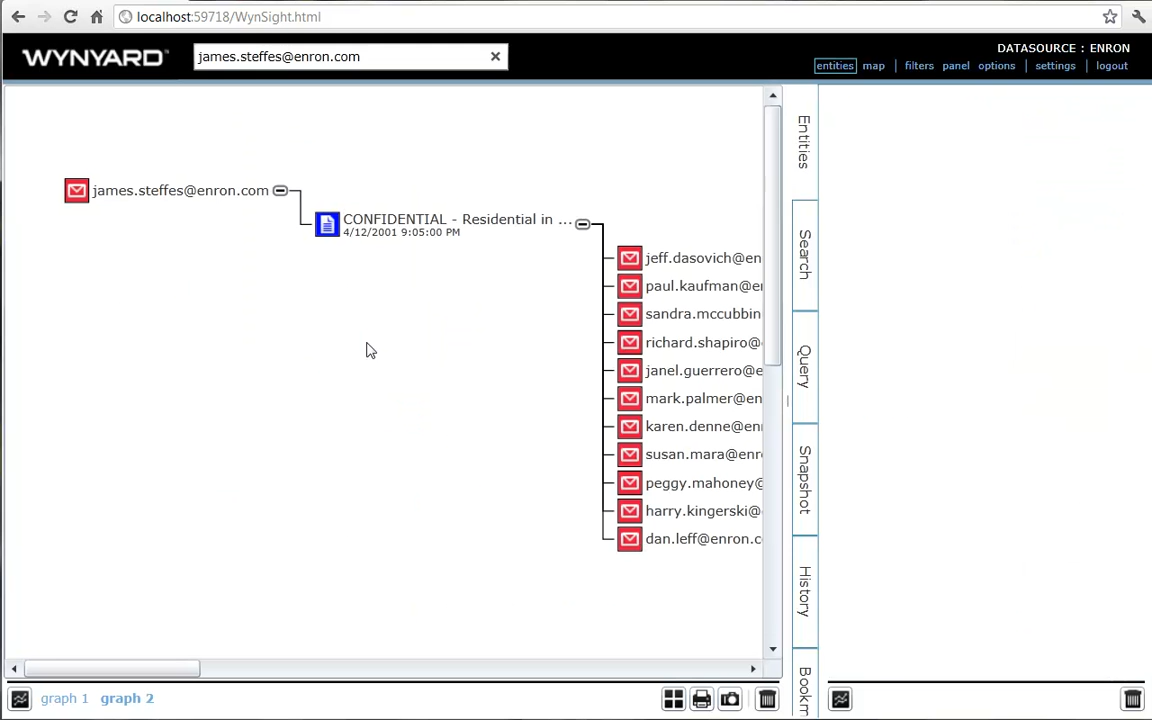 localhost:59718/WynSight.html
WYNYARD
james.steffes@enron.com
DATASOURCE : ENRON
entities map | filters panel options | settings | logout
james.steffes@enron.com
CONFIDENTIAL - Residential in ...
4/12/2001 9:05:00 PM
jeff.dasovich@en
paul.kaufman@e
sandra.mccubbin
richard.shapiro@
janel.guerrero@e
mark.palmer@en
karen.denne@en
susan.mara@enr
peggy.mahoney@
harry.kingerski@
dan.leff@enron.c
Entities
Search
Query
Snapshot
History
Bookm
graph 1 graph 2